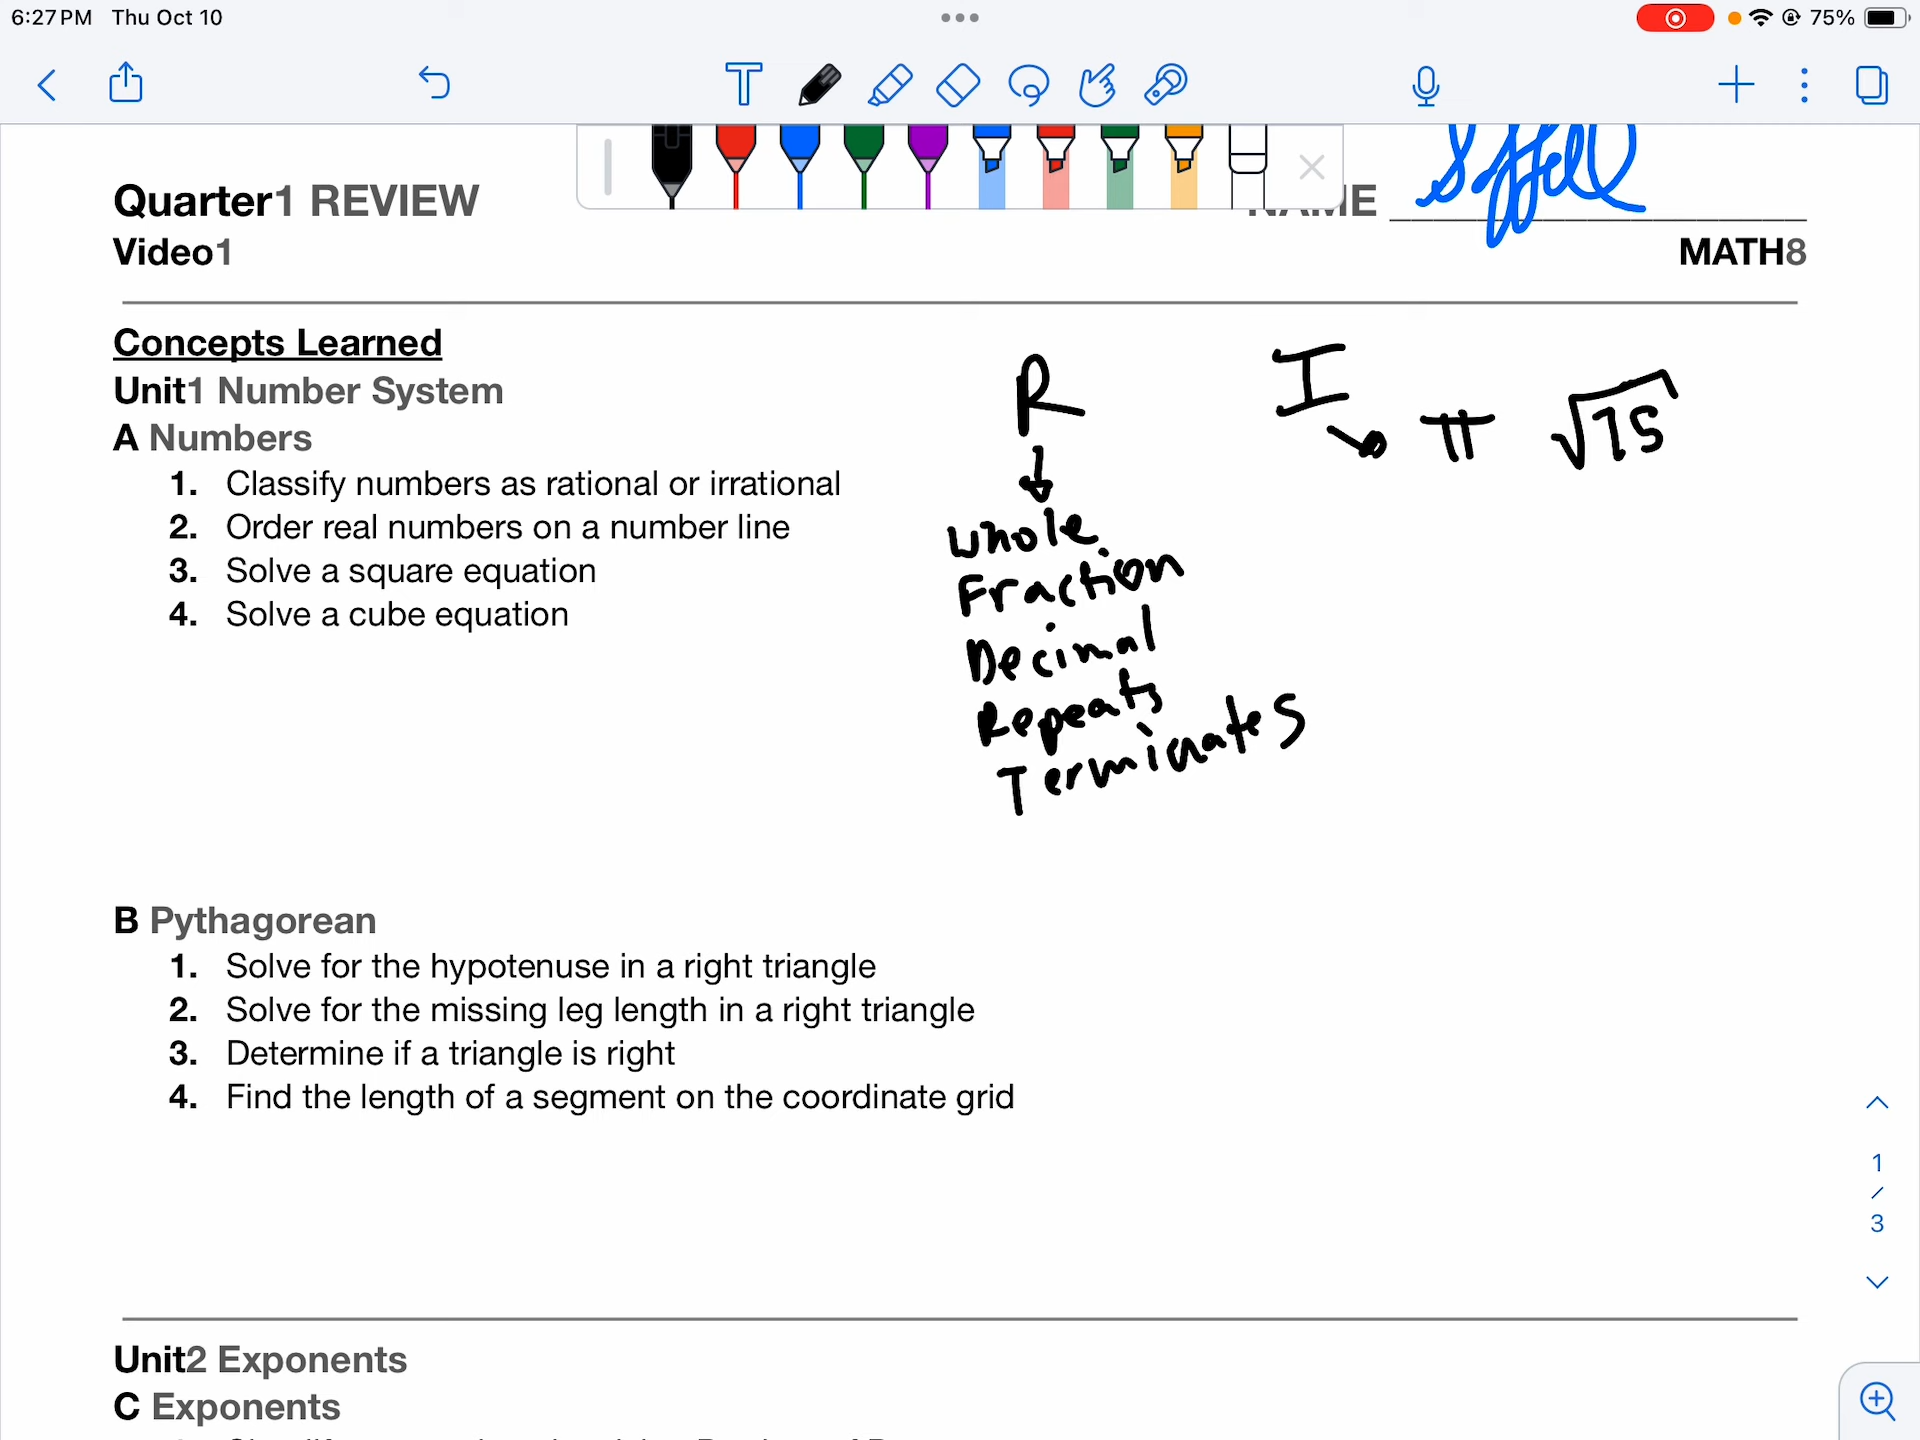 6:27 PM Thu Oct 10 75%
Quarter1 REVIEW NAME
Video1 MATH8
Concepts Learned
Unit1 Number System
A Numbers
1. Classify numbers as rational or irrational
2. Order real numbers on a number line
3. Solve a square equation
4. Solve a cube equation
R
Whole
Fraction
Decimal
Repeats
Terminates
I
π √15
B Pythagorean
1. Solve for the hypotenuse in a right triangle
2. Solve for the missing leg length in a right triangle
3. Determine if a triangle is right
4. Find the length of a segment on the coordinate grid
1
/
3
Unit2 Exponents
C Exponents